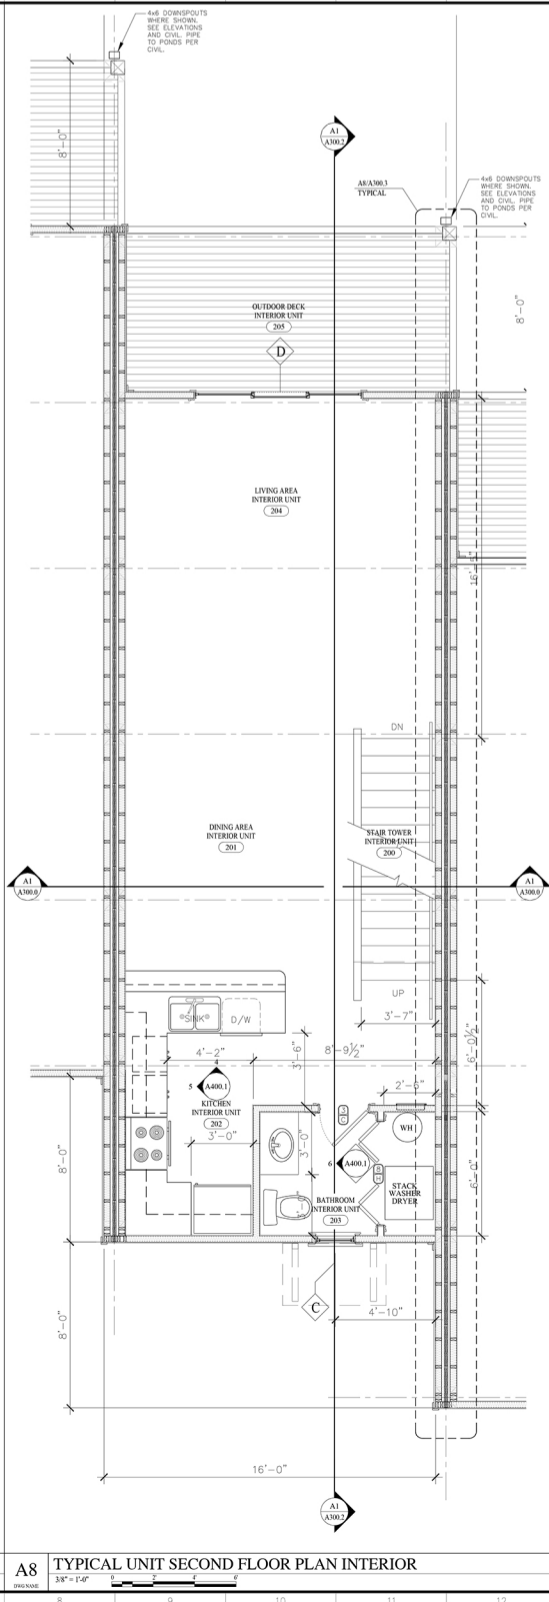 4x6 DOWNSPOUTS
WHERE SHOWN.
SEE ELEVATIONS
AND CIVIL. PIPE
TO PONDS PER
CIVIL.
8'-0"
A1
A300.2
A8/A300.3
TYPICAL
4x6 DOWNSPOUTS
WHERE SHOWN.
SEE ELEVATIONS
AND CIVIL. PIPE
TO PONDS PER
CIVIL.
8'-0"
OUTDOOR DECK
INTERIOR UNIT
205
D
LIVING AREA
INTERIOR UNIT
204
DN
DINING AREA
INTERIOR UNIT
201
STAIR TOWER
INTERIOR UNIT
200
A1
A300.0
A1
A300.0
UP
SINK
D/W
3'-7"
6'-0½"
3'-6"
8'-9½"
4'-2"
4
5
A400.1
KITCHEN
INTERIOR UNIT
202
2'-6"
WH
3'-0"
3'-0"
6
A400.1
STACK
WASHER
DRYER
6'-0"
BATHROOM
INTERIOR UNIT
203
8'-0"
C
4'-10"
8'-0"
16'-0"
A1
A300.2
A8
DWG NAME
TYPICAL UNIT SECOND FLOOR PLAN INTERIOR
3/8" = 1'-0"
0 2' 4' 6'
8 9 10 11 12